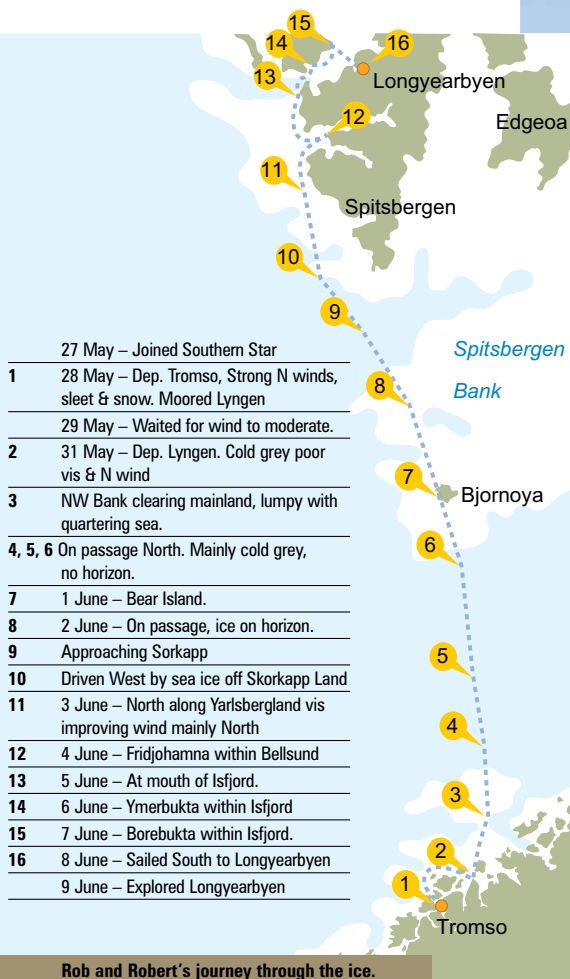 15
14
16
13
Longyearbyen
12
Edgeoa
11
Spitsbergen
10
9
Spitsbergen
Bank
8
7
Bjornoya
6
5
4
3
2
1
Tromso
27 May – Joined Southern Star
1 28 May – Dep. Tromso, Strong N winds,
sleet & snow. Moored Lyngen
29 May – Waited for wind to moderate.
2 31 May – Dep. Lyngen. Cold grey poor
vis & N wind
3 NW Bank clearing mainland, lumpy with
quartering sea.
4, 5, 6 On passage North. Mainly cold grey,
no horizon.
7 1 June – Bear Island.
8 2 June – On passage, ice on horizon.
9 Approaching Sorkapp
10 Driven West by sea ice off Skorkapp Land
11 3 June – North along Yarlsbergland vis
improving wind mainly North
12 4 June – Fridjohamna within Bellsund
13 5 June – At mouth of Isfjord.
14 6 June – Ymerbukta within Isfjord
15 7 June – Borebukta within Isfjord.
16 8 June – Sailed South to Longyearbyen
9 June – Explored Longyearbyen
Rob and Robert's journey through the ice.